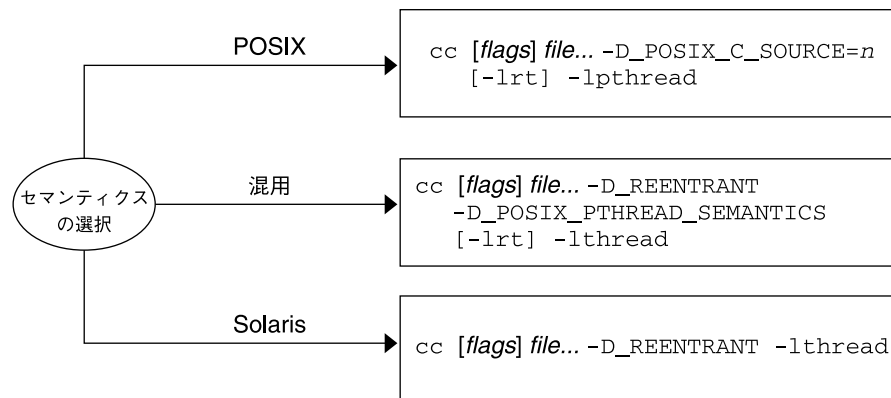 POSIX
cc [flags] file... -D_POSIX_C_SOURCE=n
[-lrt] -lpthread
セマンティクス
の選択
混用
cc [flags] file... -D_REENTRANT
-D_POSIX_PTHREAD_SEMANTICS
[-lrt] -lthread
Solaris
cc [flags] file... -D_REENTRANT -lthread